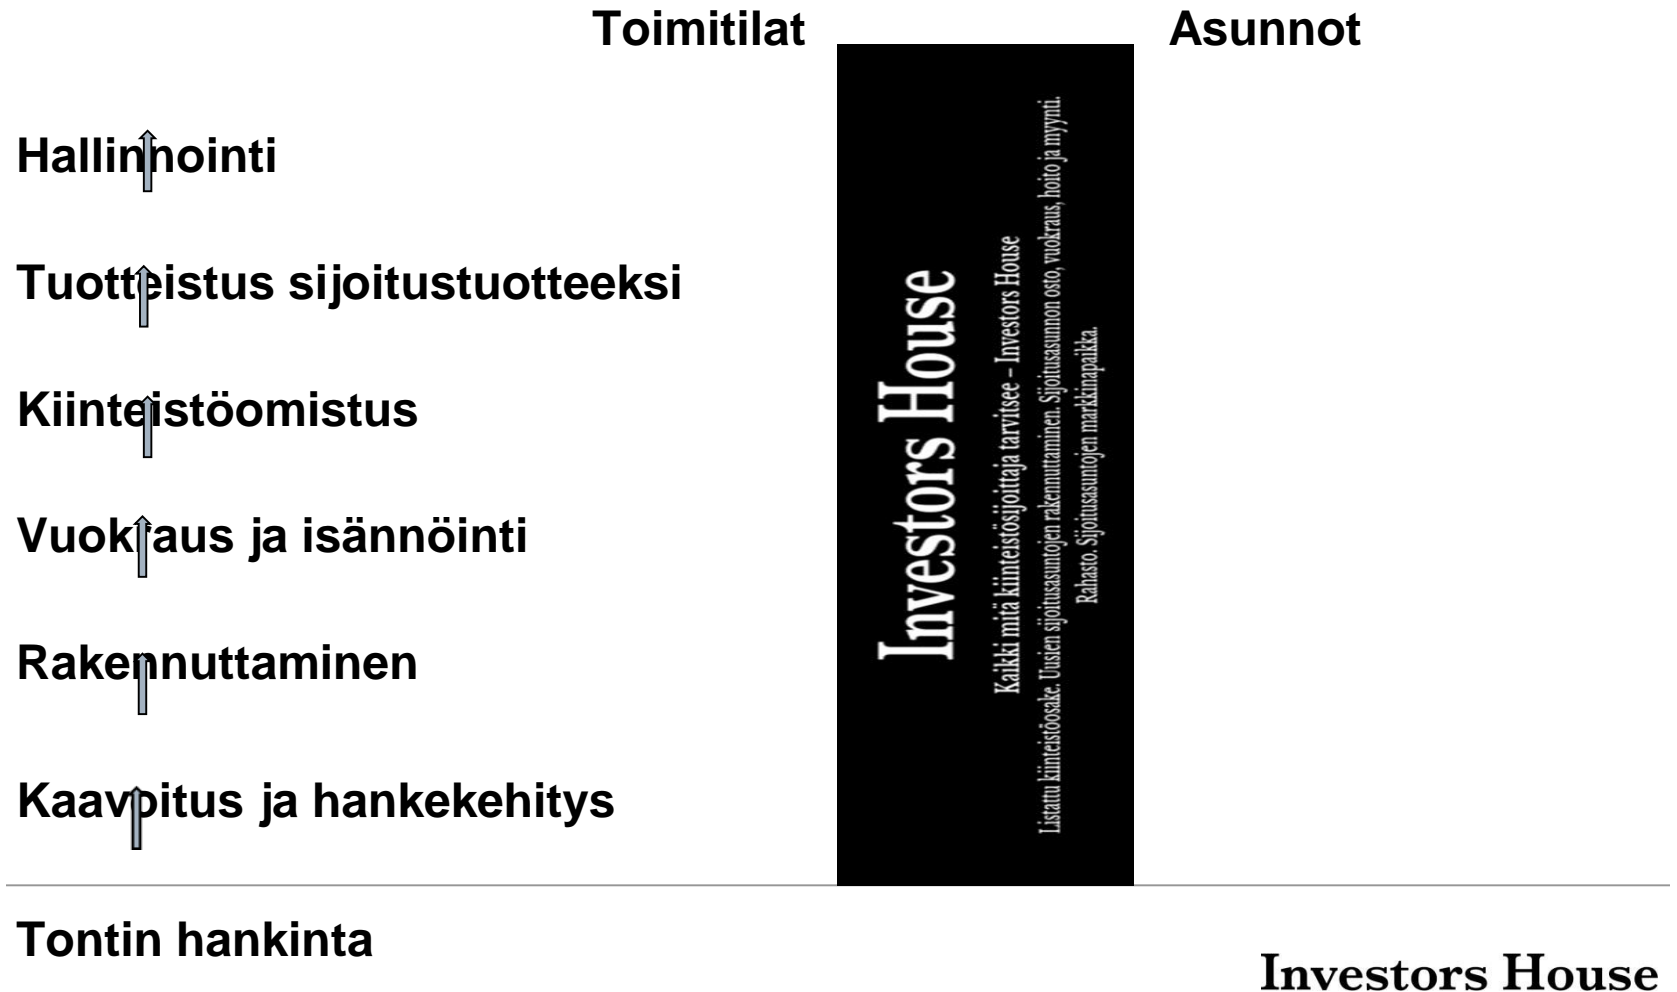 Toimitilat
Asunnot
Hallinnointi
Tuotteistus sijoitustuotteeksi
Kiinteistöomistus
Vuokraus ja isännöinti
Rakennuttaminen
Kaavoitus ja hankekehitys
Tontin hankinta
Investors House
Kaikki mitä kiinteistösijoittaja tarvitsee – Investors House
Listattu kiinteistöosake. Uusien sijoitusasuntojen rakennuttaminen. Sijoitusasunnon osto, vuokraus, hoito ja myynti.
Rahasto. Sijoitusasuntojen markkinapaikka.
Investors House